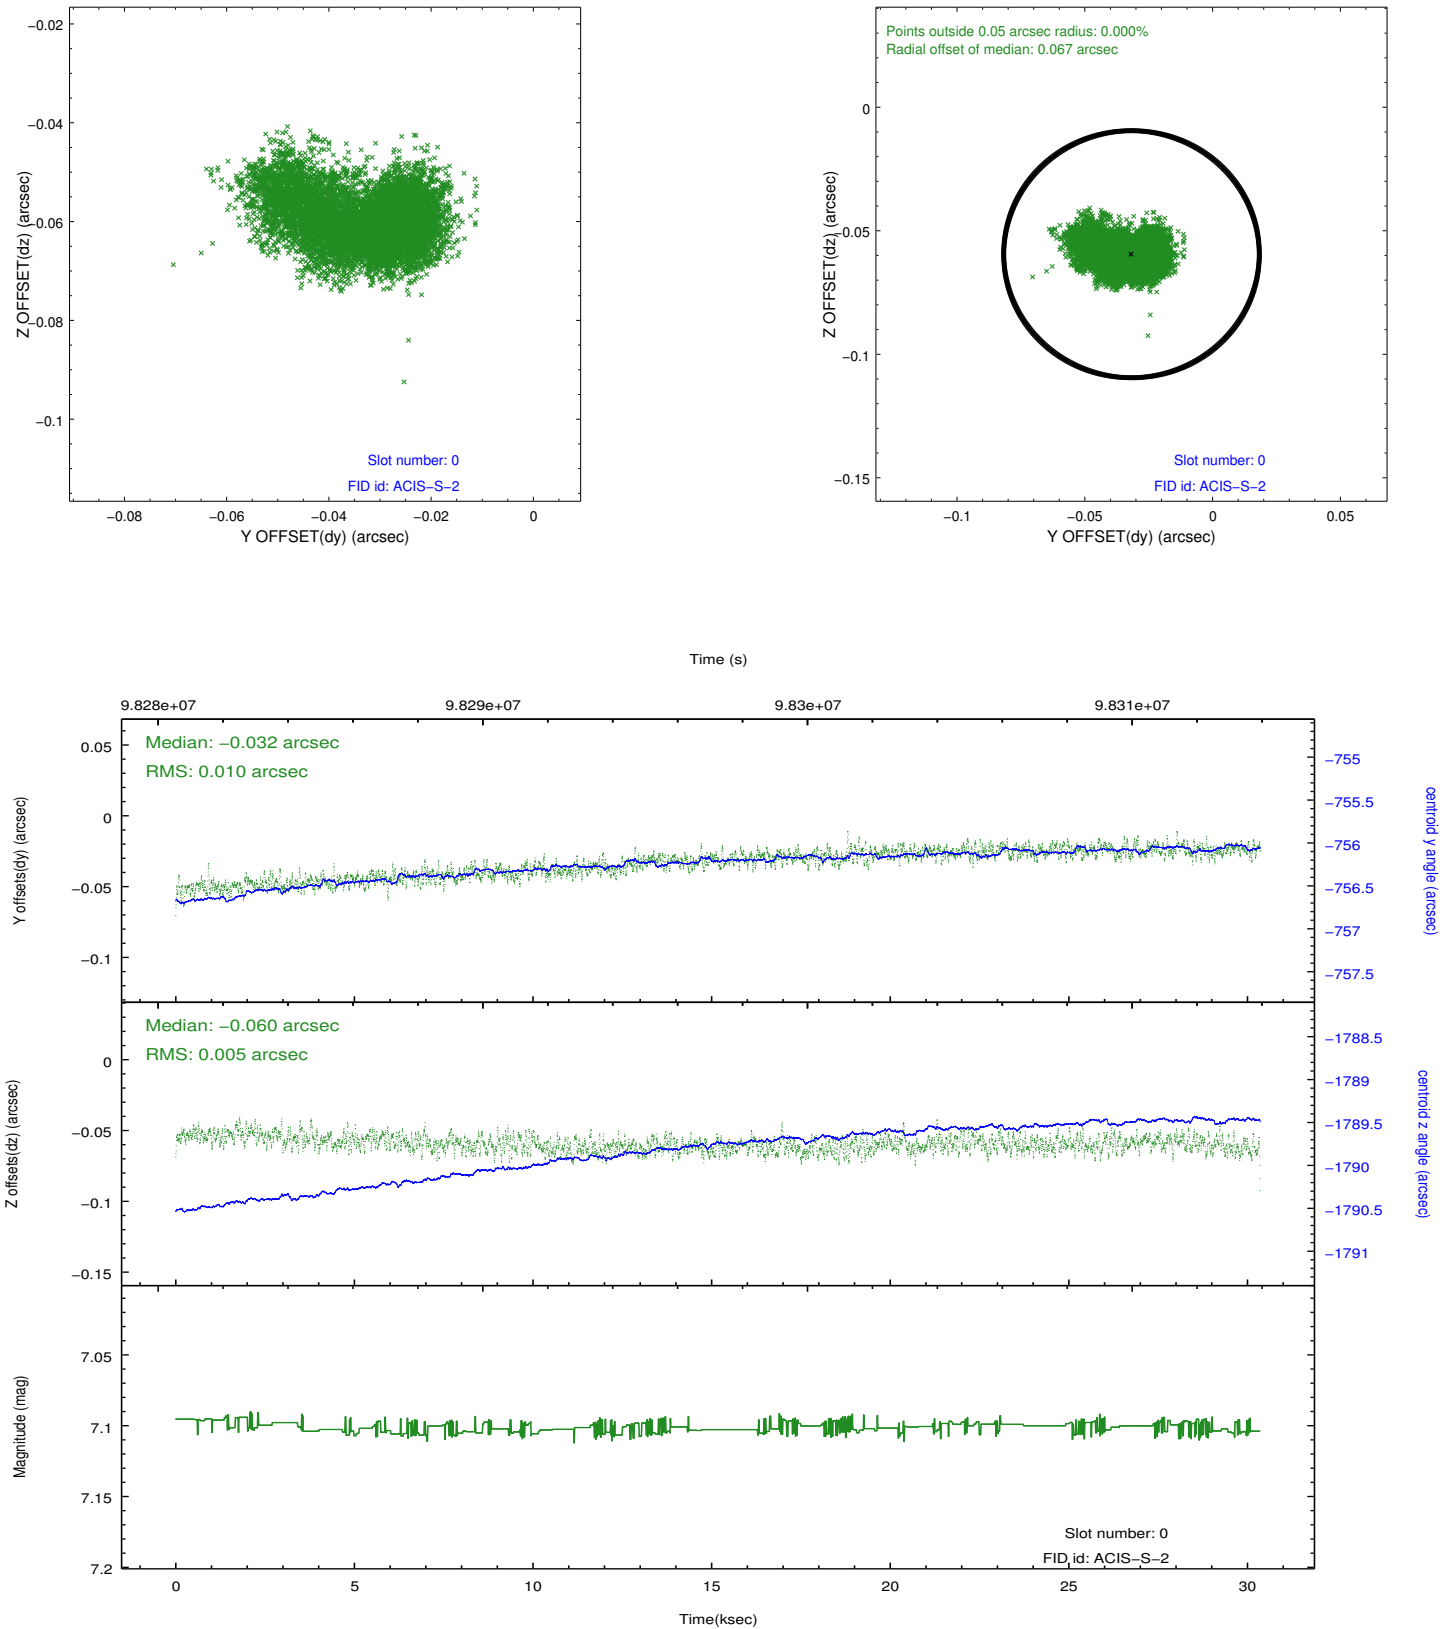 −0.02
−0.04
−0.06
−0.08
−0.1
Z OFFSET(dz) (arcsec)
Slot number: 0
FID id: ACIS−S−2
−0.08
−0.06
−0.04
−0.02
0
Y OFFSET(dy) (arcsec)
Points outside 0.05 arcsec radius: 0.000%
Radial offset of median: 0.067 arcsec
0
−0.05
−0.1
−0.15
Z OFFSET(dz) (arcsec)
Slot number: 0
FID id: ACIS−S−2
−0.1
−0.05
0
0.05
Y OFFSET(dy) (arcsec)
Time (s)
9.828e+07
9.829e+07
9.83e+07
9.831e+07
Median: −0.032 arcsec
RMS: 0.010 arcsec
0.05
0
−0.05
−0.1
Y offsets(dy) (arcsec)
−755
−755.5
−756
−756.5
−757
−757.5
centroid y angle (arcsec)
Median: −0.060 arcsec
RMS: 0.005 arcsec
0
−0.05
−0.1
−0.15
Z offsets(dz) (arcsec)
−1788.5
−1789
−1789.5
−1790
−1790.5
−1791
centroid z angle (arcsec)
7.05
7.1
7.15
7.2
Magnitude (mag)
Slot number: 0
FID id: ACIS−S−2
0
5
10
15
20
25
30
Time(ksec)